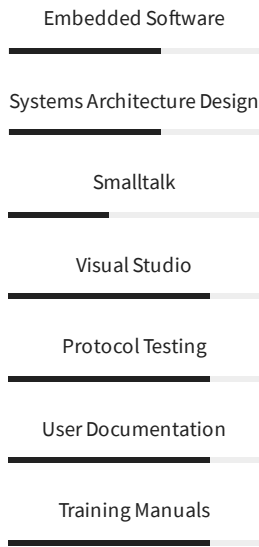 Embedded Software
Systems Architecture Design
Smalltalk
Visual Studio
Protocol Testing
User Documentation
Training Manuals